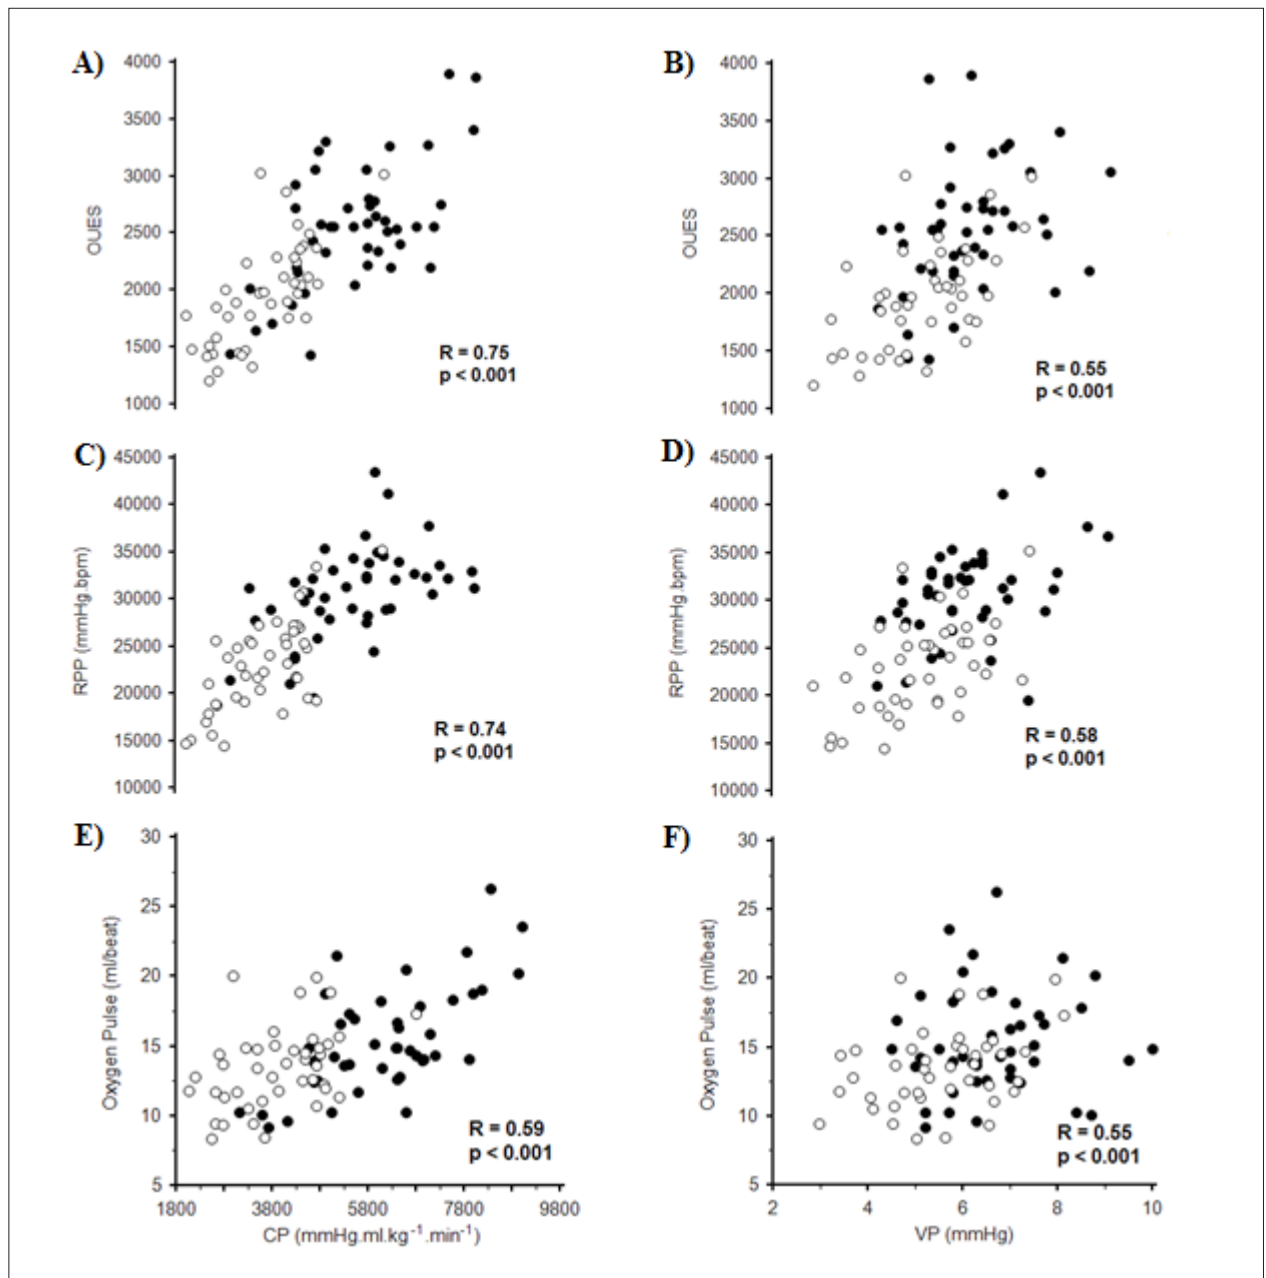 A)
4000
3500
3000
2500
2000
1500
1000
OUES
R = 0.75
p < 0.001
B)
4000
3500
3000
2500
2000
1500
1000
OUES
R = 0.55
p < 0.001
C)
45000
40000
35000
30000
25000
20000
15000
10000
RPP (mmHg.bpm)
R = 0.74
p < 0.001
D)
45000
40000
35000
30000
25000
20000
15000
10000
RPP (mmHg.bpm)
R = 0.58
p < 0.001
E)
30
25
20
15
10
5
Oxygen Pulse (ml/beat)
R = 0.59
p < 0.001
1800 3800 5800 7800 9800
CP (mmHg.ml.kg⁻¹.min⁻¹)
F)
30
25
20
15
10
5
Oxygen Pulse (ml/beat)
R = 0.55
p < 0.001
2 4 6 8 10
VP (mmHg)